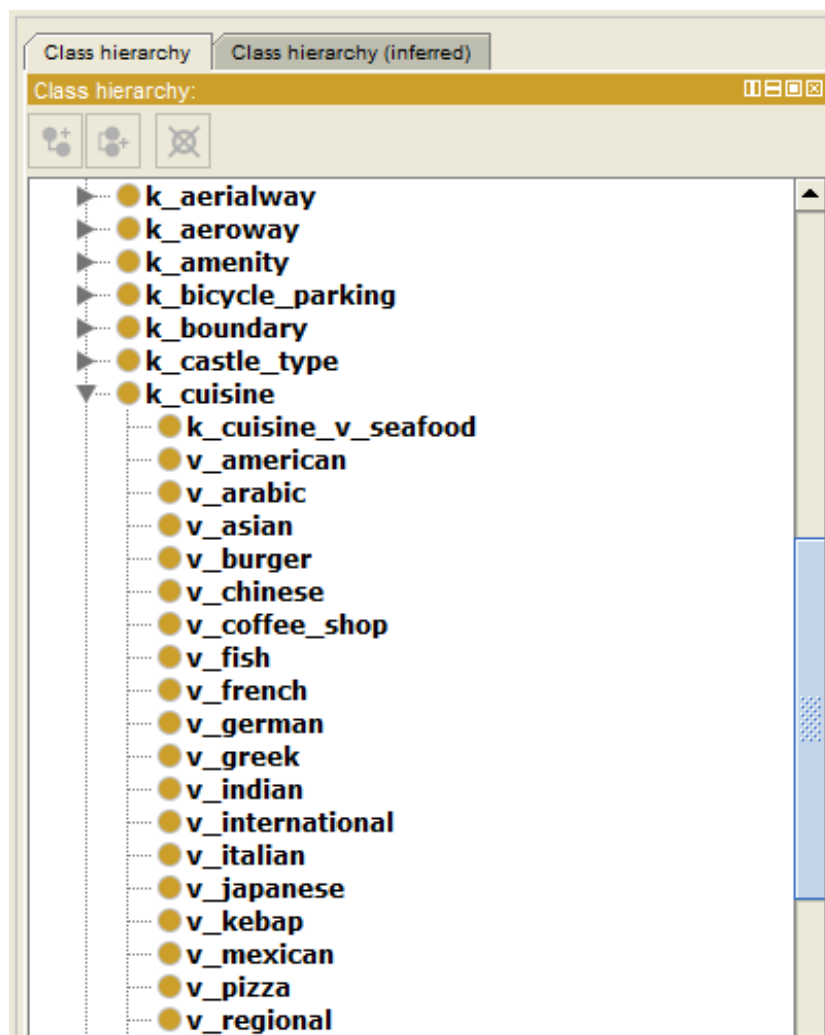 Class hierarchy Class hierarchy (inferred)
Class hierarchy:
k_aerialway
k_aeroway
k_amenity
k_bicycle_parking
k_boundary
k_castle_type
k_cuisine
k_cuisine_v_seafood
v_american
v_arabic
v_asian
v_burger
v_chinese
v_coffee_shop
v_fish
v_french
v_german
v_greek
v_indian
v_international
v_italian
v_japanese
v_kebap
v_mexican
v_pizza
v_regional